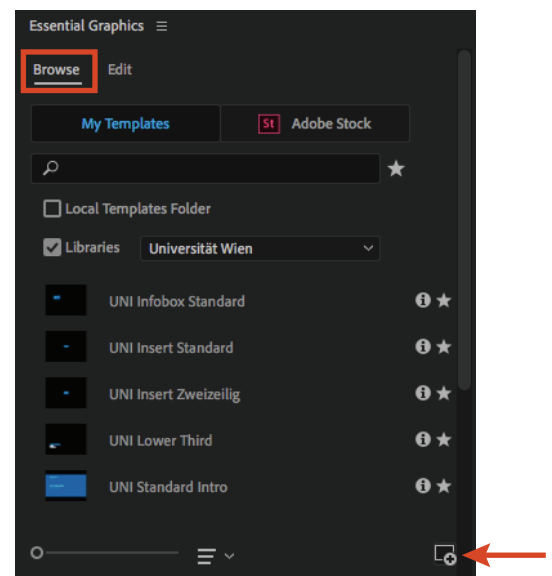 Essential Graphics
Browse Edit
My Templates St Adobe Stock
Local Templates Folder
Libraries Universität Wien
UNI Infobox Standard
UNI Insert Standard
UNI Insert Zweizeilig
UNI Lower Third
UNI Standard Intro